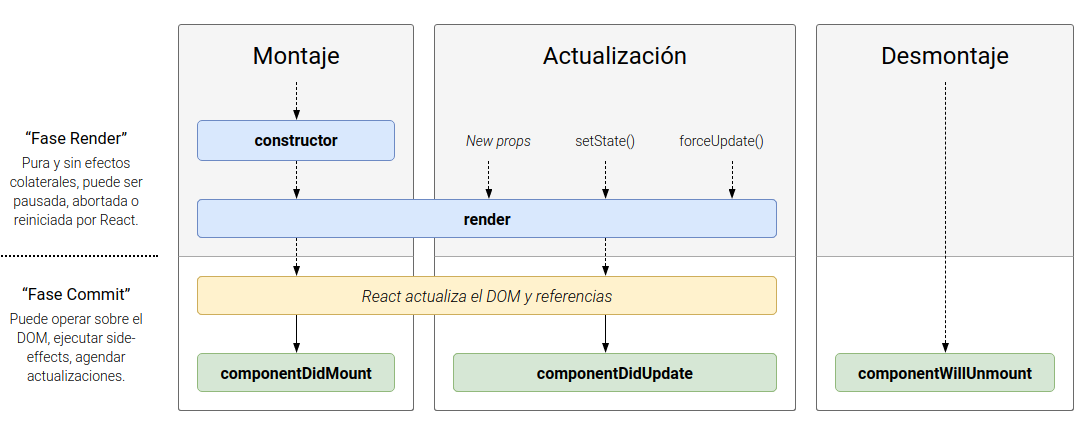 Montaje
Actualización
Desmontaje
“Fase Render”
Pura y sin efectos
colaterales, puede ser
pausada, abortada o
reiniciada por React.
constructor
New props
setState()
forceUpdate()
render
“Fase Commit”
Puede operar sobre el
DOM, ejecutar side-
effects, agendar
actualizaciones.
React actualiza el DOM y referencias
componentDidMount
componentDidUpdate
componentWillUnmount